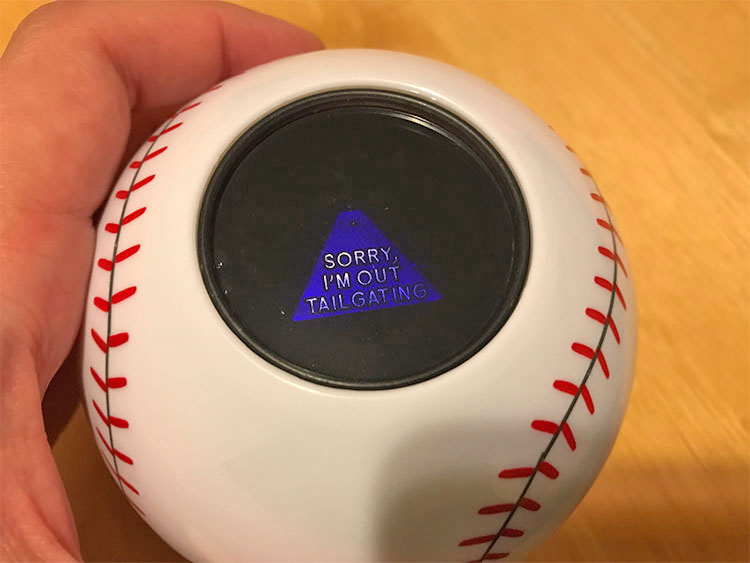 SORRY,
I'M OUT
TAILGATING